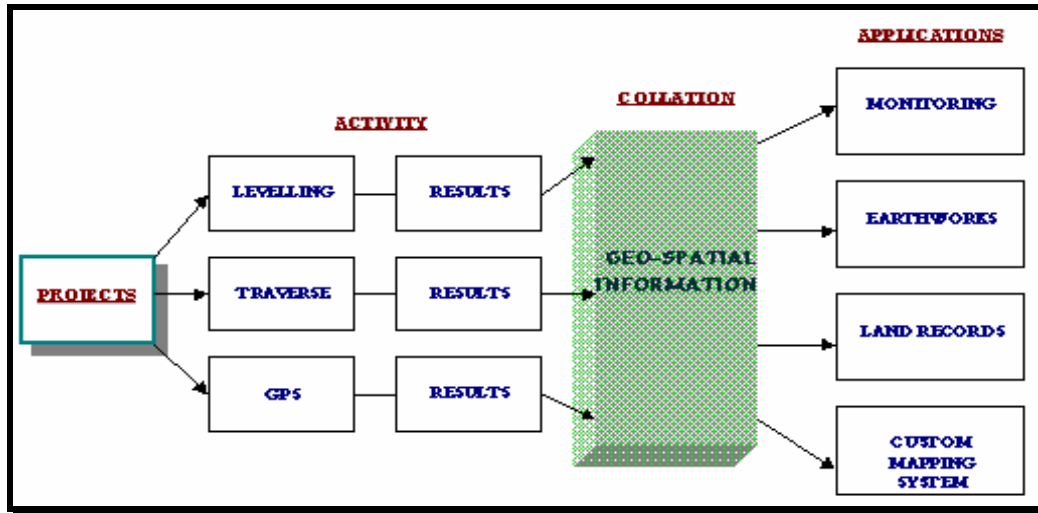 APPLICATIONS
COLLATION
ACTIVITY
PROJECTS
LEVELLING
RESULTS
TRAVERSE
RESULTS
GPS
RESULTS
GEO-SPATIAL
INFORMATION
MONITORING
EARTHWORKS
LAND RECORDS
CUSTOM
MAPPING
SYSTEM